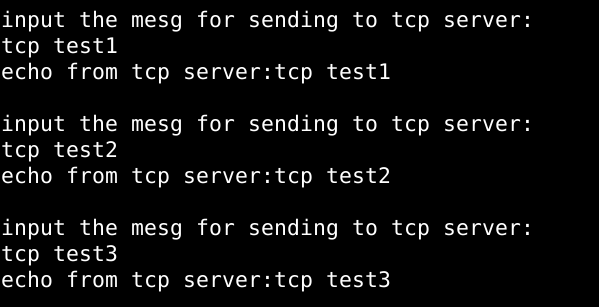 input the mesg for sending to tcp server:
tcp test1
echo from tcp server:tcp test1
input the mesg for sending to tcp server:
tcp test2
echo from tcp server:tcp test2
input the mesg for sending to tcp server:
tcp test3
echo from tcp server:tcp test3